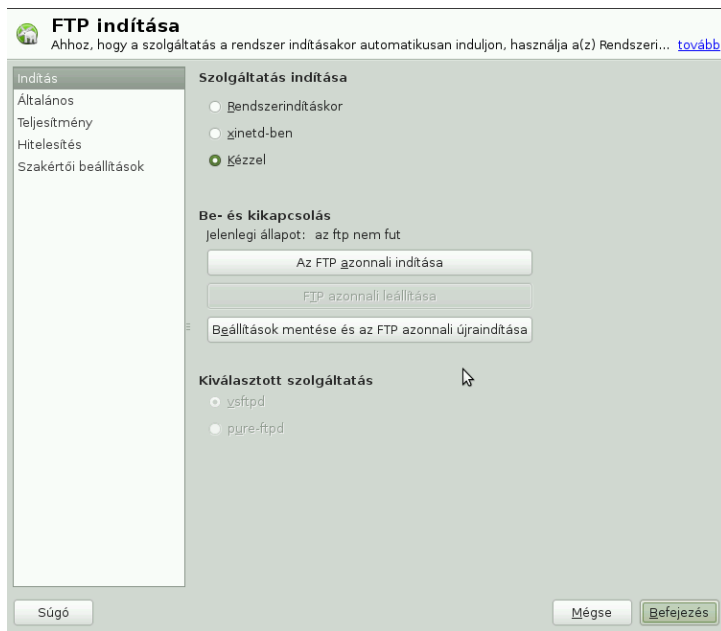 FTP indítása
Ahhoz, hogy a szolgáltatás a rendszer indításakor automatikusan induljon, használja a(z) Rendszeri... tovább
Indítás
Általános
Teljesítmény
Hitelesítés
Szakértői beállítások
Szolgáltatás indítása
Rendszerindításkor
xinetd-ben
Kézzel
Be- és kikapcsolás
Jelenlegi állapot: az ftp nem fut
Az FTP azonnali indítása
FTP azonnali leállítása
Beállítások mentése és az FTP azonnali újraindítása
Kiválasztott szolgáltatás
vsftpd
pure-ftpd
Súgó
Mégse
Befejezés